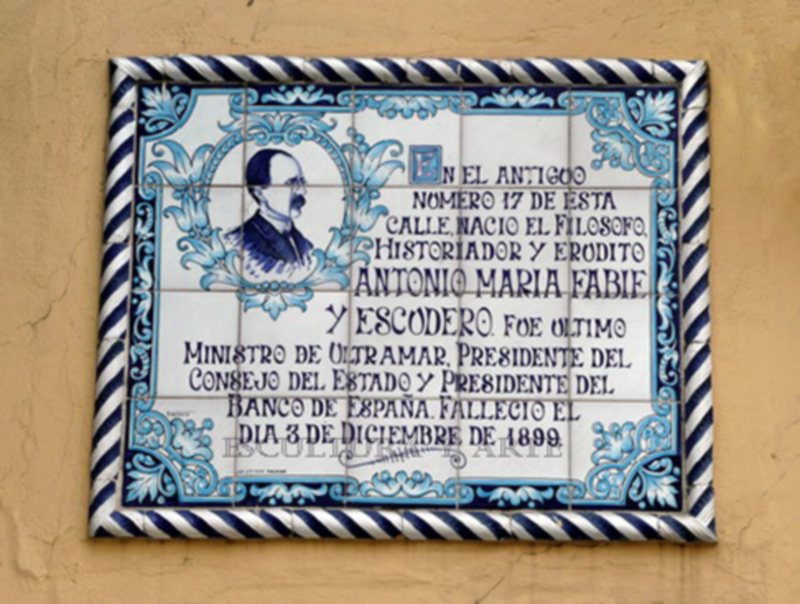 EN EL ANTIGUO
NUMERO 17 DE ESTA
CALLE, NACIO EL FILOSOFO,
HISTORIADOR Y ERUDITO
ANTONIO MARIA FABIE
Y ESCUDERO. FUE ULTIMO
MINISTRO DE ULTRAMAR, PRESIDENTE DEL
CONSEJO DEL ESTADO Y PRESIDENTE DEL
BANCO DE ESPAÑA. FALLECIO EL
DIA 3 DE DICIEMBRE DE 1899.
ESCULTURA Y ARTE